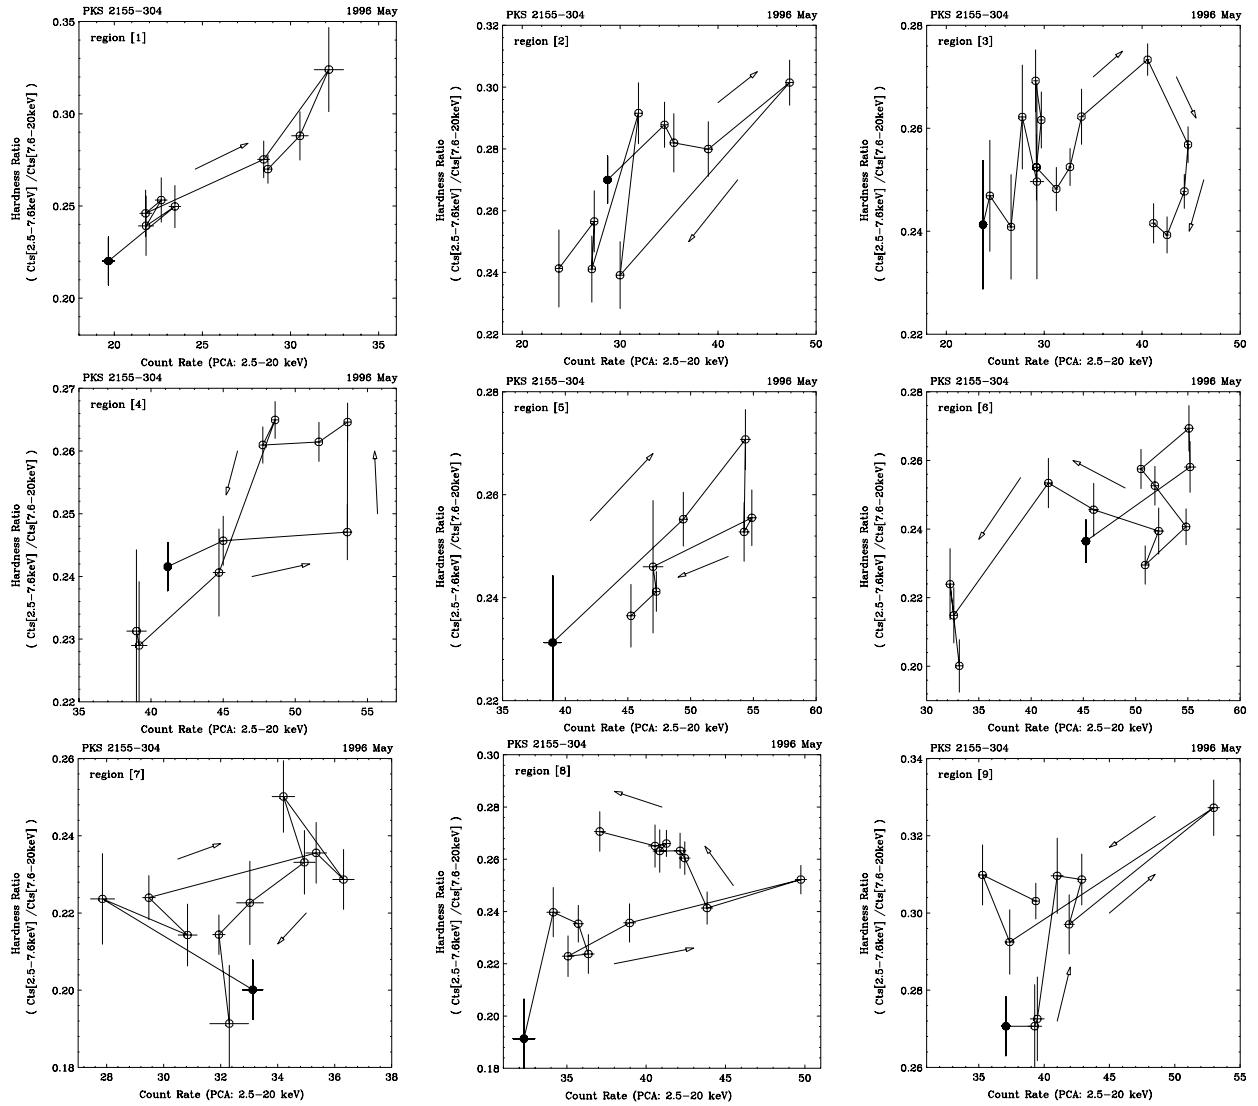 PKS 2155-304 1996 May
region [1]
Hardness Ratio
( Cts[2.5-7.6keV] /Cts[7.6-20keV] )
0.35
0.30
0.25
0.20
20 25 30 35
Count Rate (PCA: 2.5-20 keV)
PKS 2155-304 1996 May
region [2]
Hardness Ratio
( Cts[2.5-7.6keV] /Cts[7.6-20keV] )
0.32
0.30
0.28
0.26
0.24
0.22
20 30 40 50
Count Rate (PCA: 2.5-20 keV)
PKS 2155-304 1996 May
region [3]
Hardness Ratio
( Cts[2.5-7.6keV] /Cts[7.6-20keV] )
0.28
0.26
0.24
0.22
20 30 40 50
Count Rate (PCA: 2.5-20 keV)
PKS 2155-304 1996 May
region [4]
Hardness Ratio
( Cts[2.5-7.6keV] /Cts[7.6-20keV] )
0.27
0.26
0.25
0.24
0.23
0.22
35 40 45 50 55
Count Rate (PCA: 2.5-20 keV)
PKS 2155-304 1996 May
region [5]
Hardness Ratio
( Cts[2.5-7.6keV] /Cts[7.6-20keV] )
0.28
0.26
0.24
0.22
35 40 45 50 55 60
Count Rate (PCA: 2.5-20 keV)
PKS 2155-304 1996 May
region [6]
Hardness Ratio
( Cts[2.5-7.6keV] /Cts[7.6-20keV] )
0.28
0.26
0.24
0.22
0.20
30 35 40 45 50 55 60
Count Rate (PCA: 2.5-20 keV)
PKS 2155-304 1996 May
region [7]
Hardness Ratio
( Cts[2.5-7.6keV] /Cts[7.6-20keV] )
0.26
0.24
0.22
0.20
0.18
28 30 32 34 36 38
Count Rate (PCA: 2.5-20 keV)
PKS 2155-304 1996 May
region [8]
Hardness Ratio
( Cts[2.5-7.6keV] /Cts[7.6-20keV] )
0.30
0.28
0.26
0.24
0.22
0.20
0.18
35 40 45 50
Count Rate (PCA: 2.5-20 keV)
PKS 2155-304 1996 May
region [9]
Hardness Ratio
( Cts[2.5-7.6keV] /Cts[7.6-20keV] )
0.34
0.32
0.30
0.28
0.26
35 40 45 50 55
Count Rate (PCA: 2.5-20 keV)